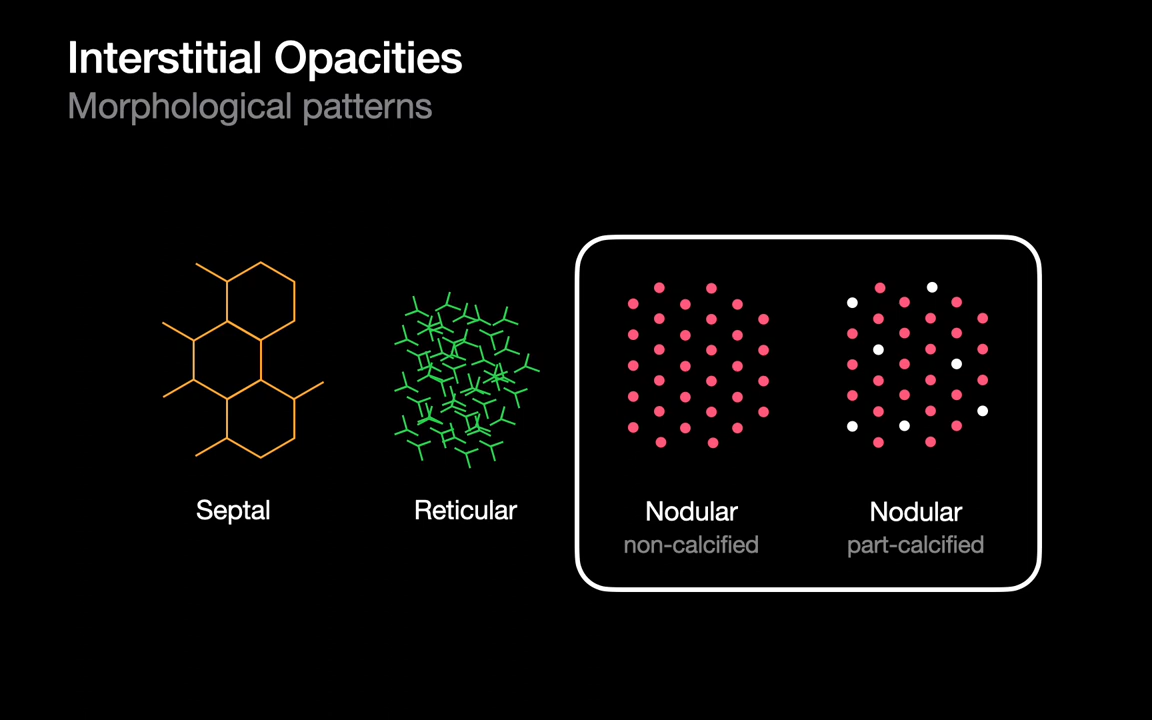 Interstitial Opacities
Morphological patterns
Septal
Reticular
Nodular
non-calcified
Nodular
part-calcified